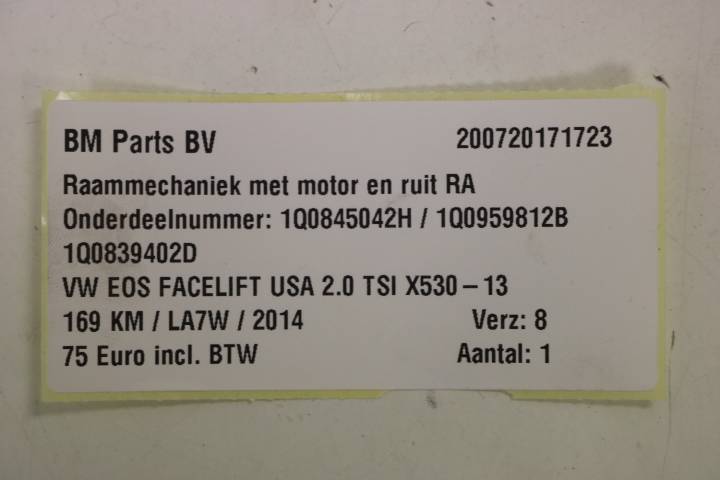 BM Parts BV 200720171723
Raammechaniek met motor en ruit RA
Onderdeelnummer: 1Q0845042H / 1Q0959812B
1Q0839402D
VW EOS FACELIFT USA 2.0 TSI X530 – 13
169 KM / LA7W / 2014 Verz: 8
75 Euro incl. BTW Aantal: 1